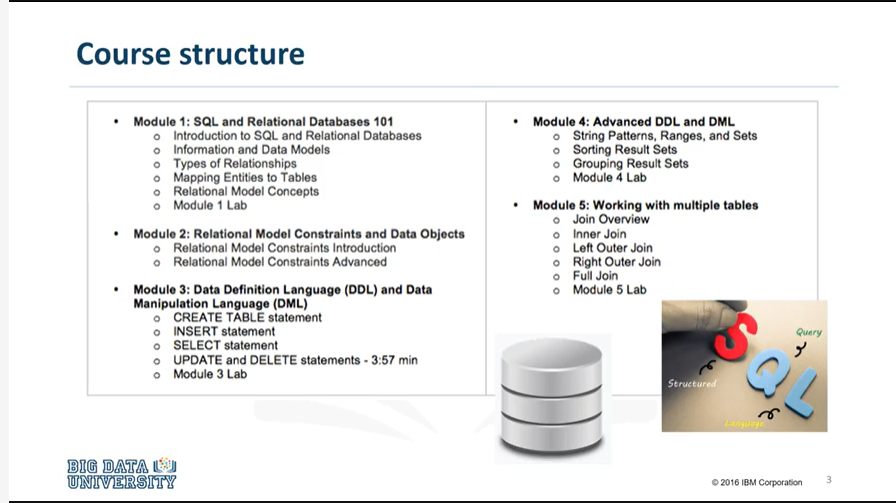 Course structure
• Module 1: SQL and Relational Databases 101
o Introduction to SQL and Relational Databases
o Information and Data Models
o Types of Relationships
o Mapping Entities to Tables
o Relational Model Concepts
o Module 1 Lab
• Module 2: Relational Model Constraints and Data Objects
o Relational Model Constraints Introduction
o Relational Model Constraints Advanced
• Module 3: Data Definition Language (DDL) and Data
Manipulation Language (DML)
o CREATE TABLE statement
o INSERT statement
o SELECT statement
o UPDATE and DELETE statements - 3:57 min
o Module 3 Lab
• Module 4: Advanced DDL and DML
o String Patterns, Ranges, and Sets
o Sorting Result Sets
o Grouping Result Sets
o Module 4 Lab
• Module 5: Working with multiple tables
o Join Overview
o Inner Join
o Left Outer Join
o Right Outer Join
o Full Join
o Module 5 Lab
S
Query
Q
Structured
L
Language
BIG DATA
UNIVERSITY
© 2016 IBM Corporation
3